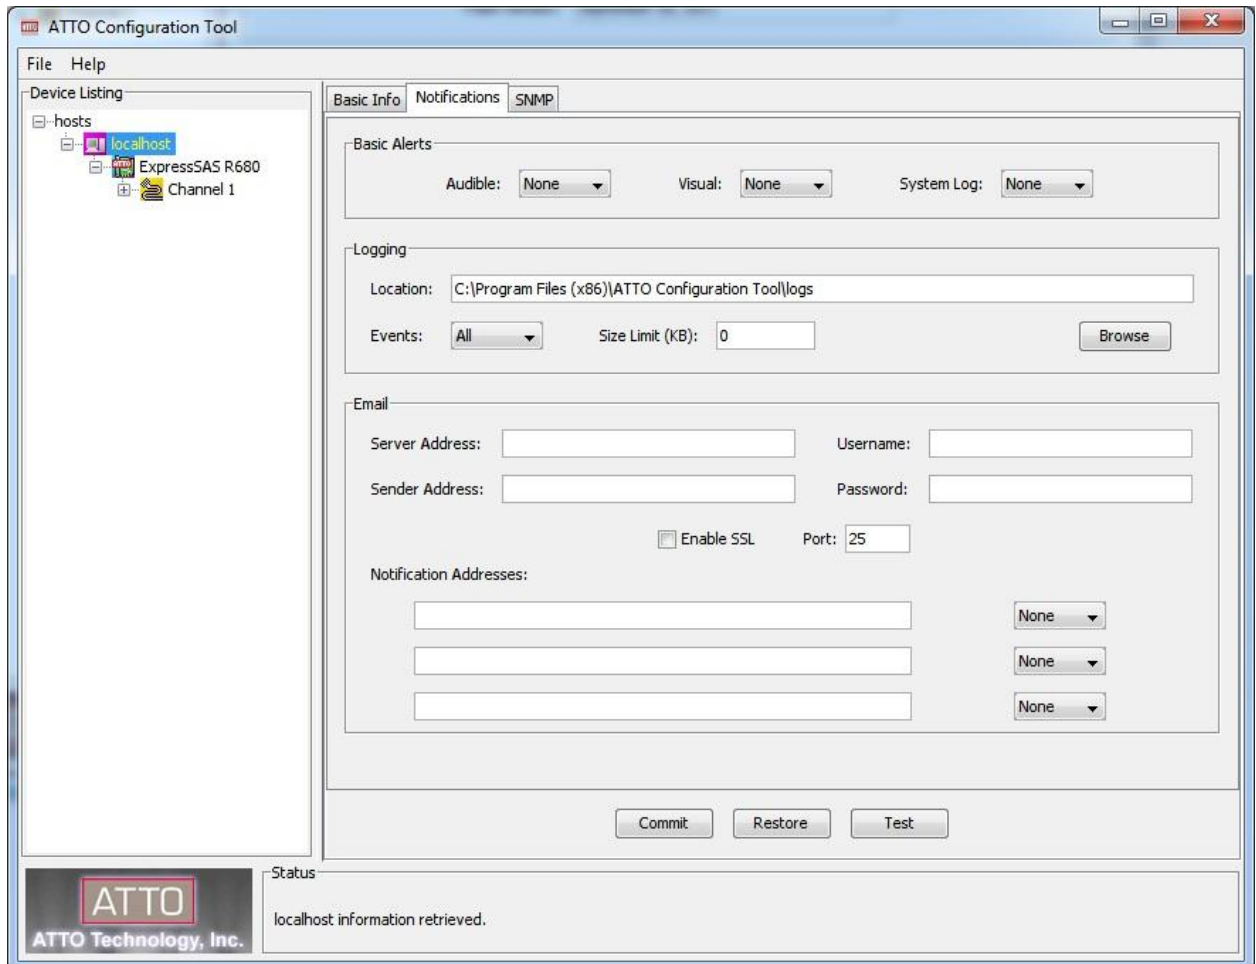 ATTO Configuration Tool
File Help
Device Listing
hosts
localhost
ExpressSAS R680
Channel 1
Basic Info Notifications SNMP
Basic Alerts
Audible: None Visual: None System Log: None
Logging
Location: C:\Program Files (x86)\ATTO Configuration Tool\logs
Events: All Size Limit (KB): 0 Browse
Email
Server Address: Username:
Sender Address: Password:
Enable SSL Port: 25
Notification Addresses:
None
None
None
Commit Restore Test
ATTO
ATTO Technology, Inc.
Status
localhost information retrieved.